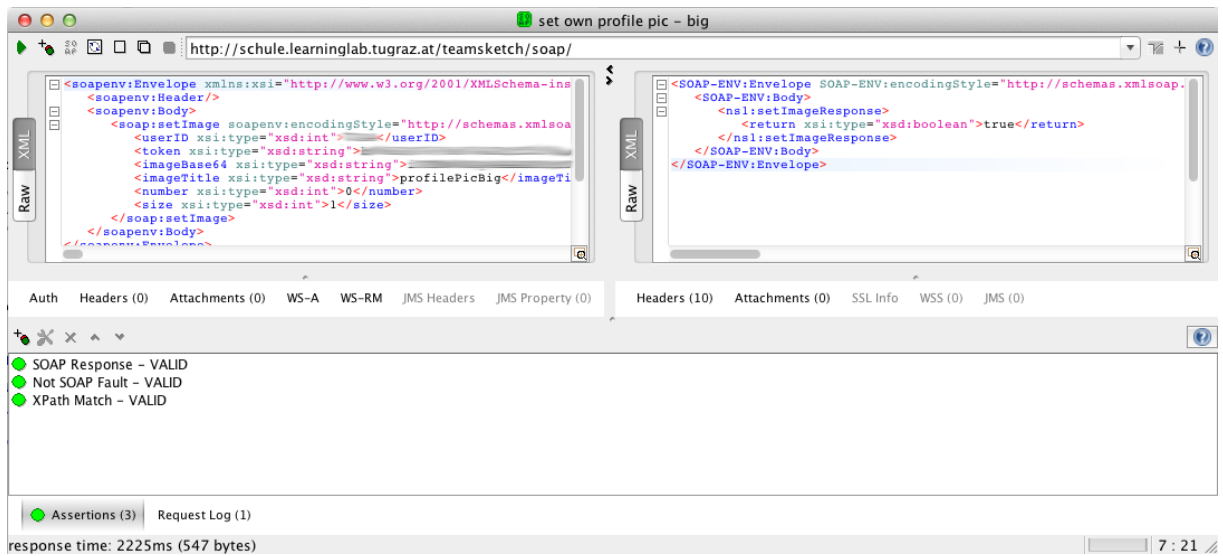 set own profile pic – big
http://schule.learninglab.tugraz.at/teamsketch/soap/
XML
Raw
<soapenv:Envelope xmlns:xsi="http://www.w3.org/2001/XMLSchema-ins
<soapenv:Header/>
<soapenv:Body>
<soap:setImage soapenv:encodingStyle="http://schemas.xmlsoa
<userID xsi:type="xsd:int"></userID>
<token xsi:type="xsd:string">
<imageBase64 xsi:type="xsd:string">
<imageTitle xsi:type="xsd:string">profilePicBig</imageTi
<number xsi:type="xsd:int">0</number>
<size xsi:type="xsd:int">1</size>
</soap:setImage>
</soapenv:Body>
</soapenv:Envelope>
XML
Raw
<SOAP-ENV:Envelope SOAP-ENV:encodingStyle="http://schemas.xmlsoap.
<SOAP-ENV:Body>
<ns1:setImageResponse>
<return xsi:type="xsd:boolean">true</return>
</ns1:setImageResponse>
</SOAP-ENV:Body>
</SOAP-ENV:Envelope>
Auth Headers (0) Attachments (0) WS-A WS-RM JMS Headers JMS Property (0)
Headers (10) Attachments (0) SSL Info WSS (0) JMS (0)
SOAP Response – VALID
Not SOAP Fault – VALID
XPath Match – VALID
Assertions (3) Request Log (1)
response time: 2225ms (547 bytes)
7 : 21